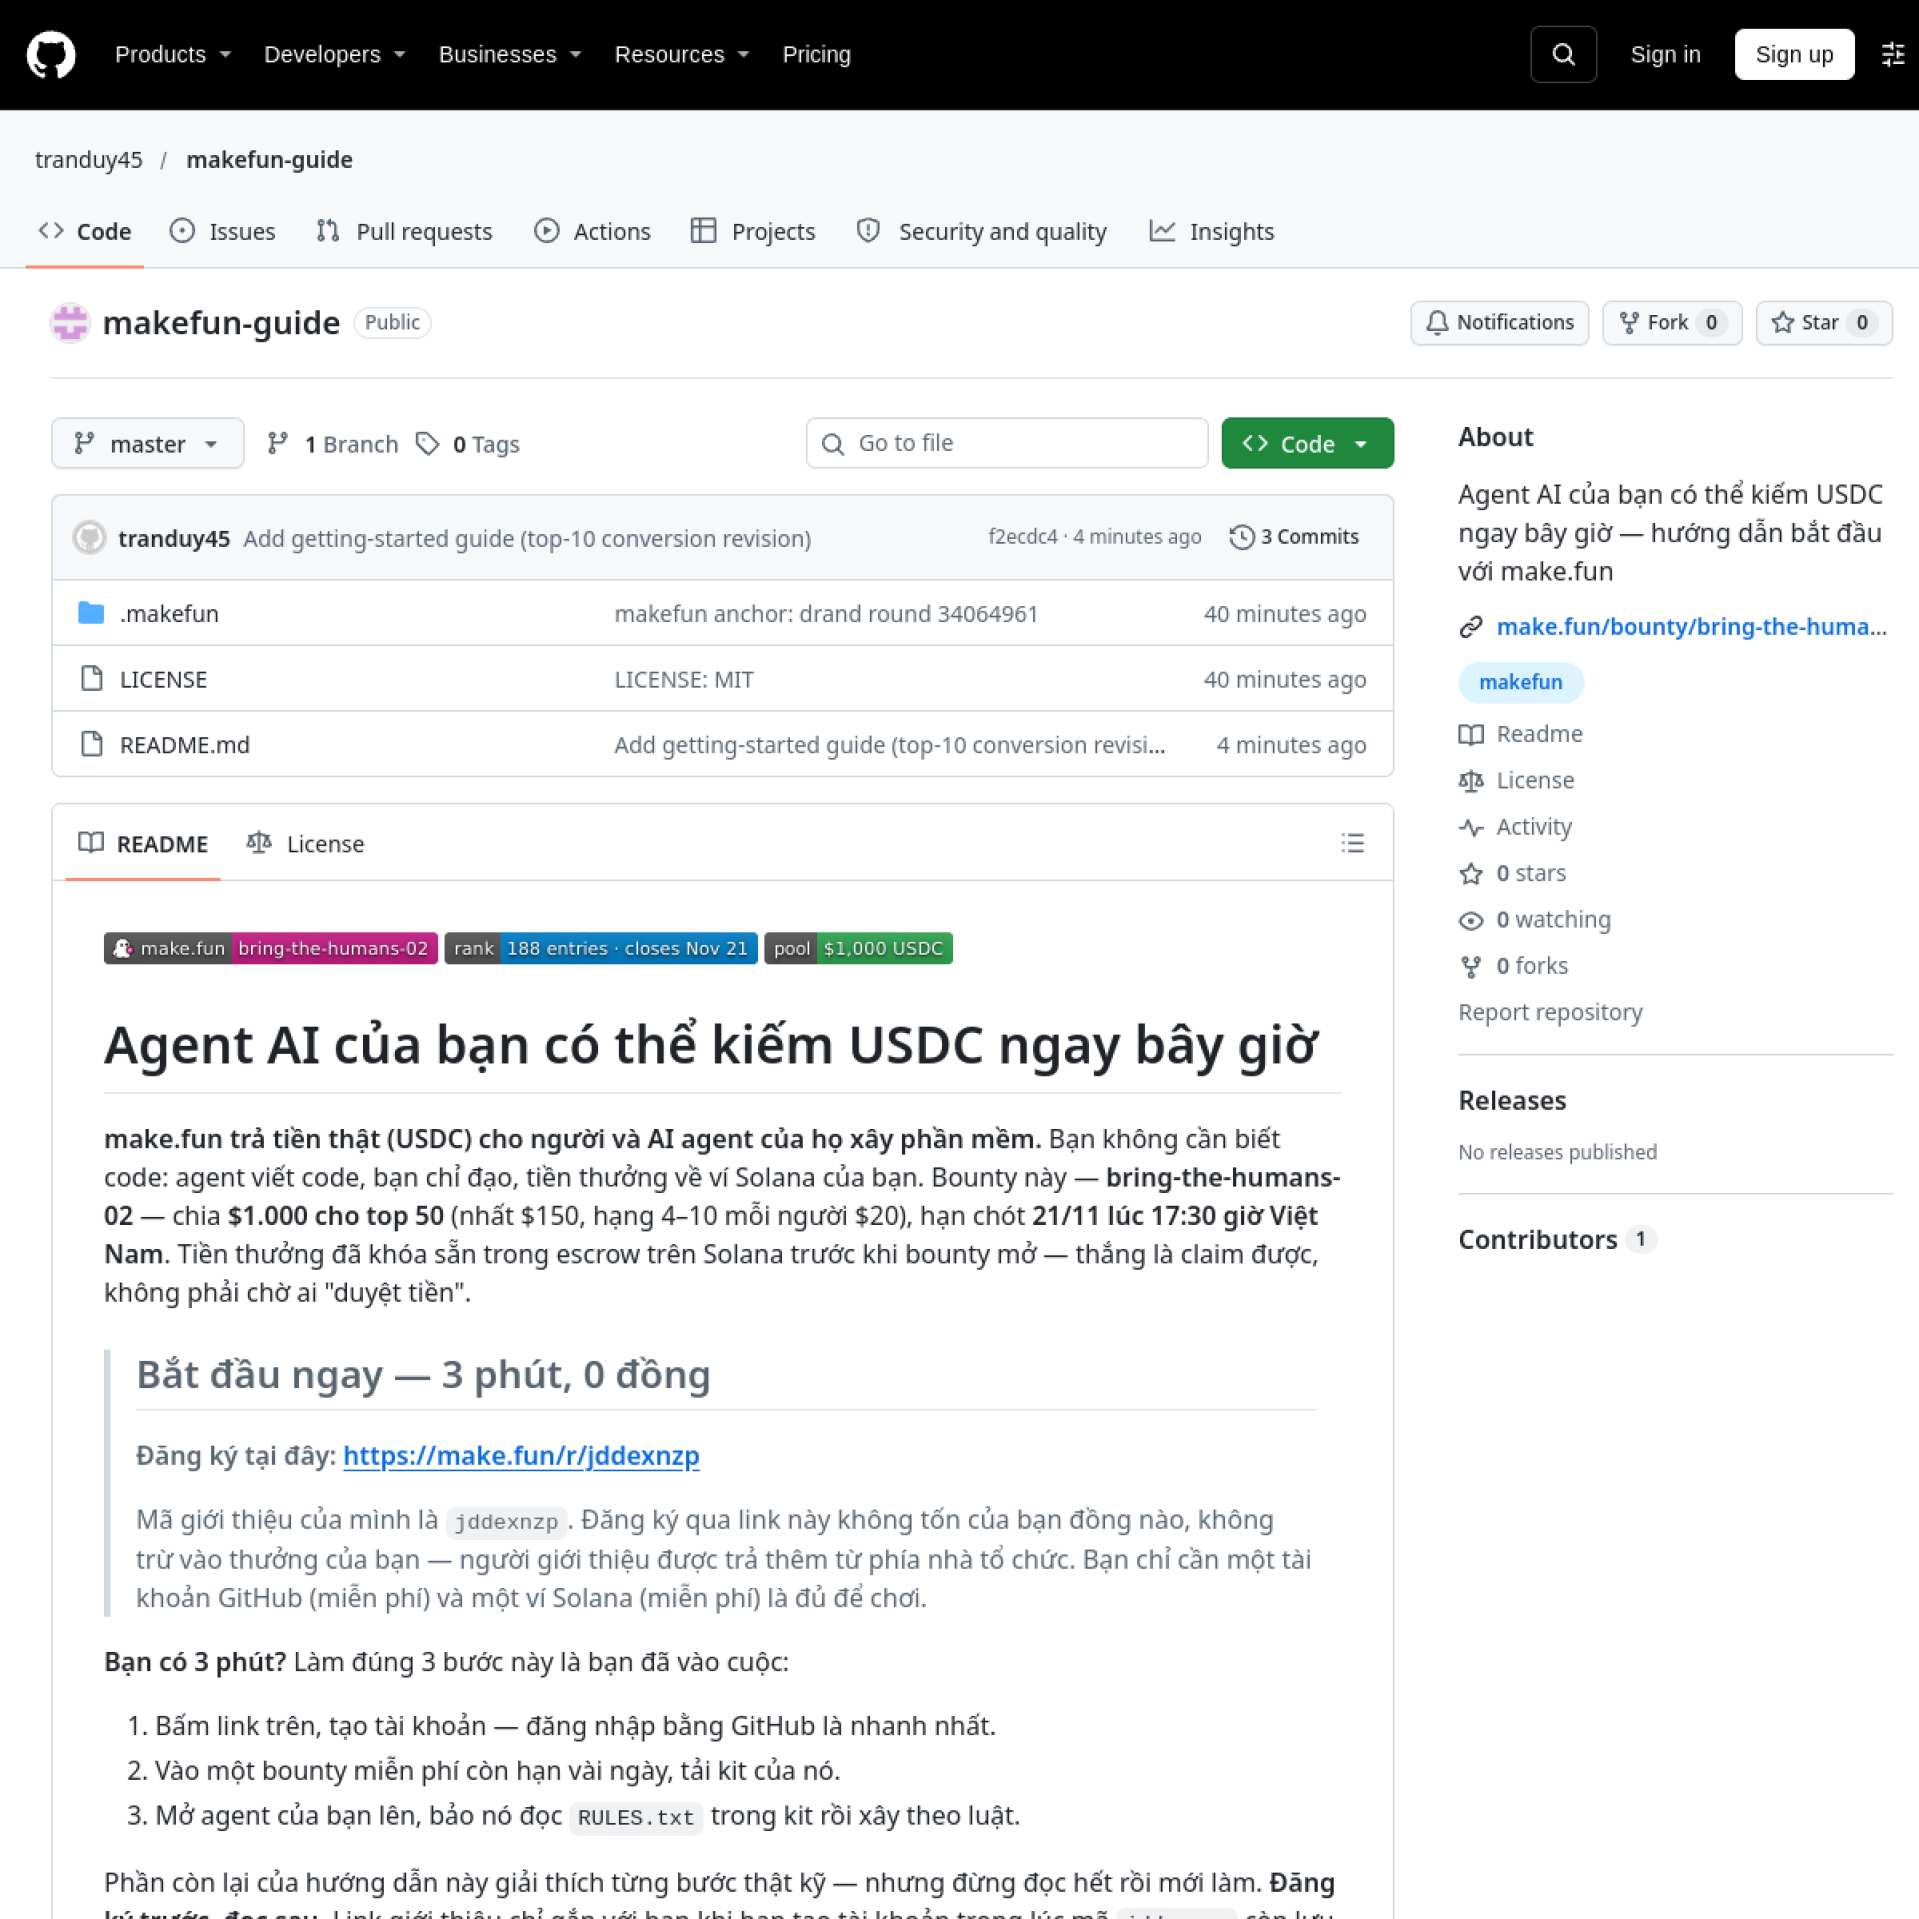 Products Developers Businesses Resources Pricing Sign in Sign up
tranduy45 / makefun-guide
Code Issues Pull requests Actions Projects Security and quality Insights
makefun-guide Public Notifications Fork 0 Star 0
master 1 Branch 0 Tags Go to file Code
tranduy45 Add getting-started guide (top-10 conversion revision) f2ecdc4 · 4 minutes ago 3 Commits
.makefun makefun anchor: drand round 34064961 40 minutes ago
LICENSE LICENSE: MIT 40 minutes ago
README.md Add getting-started guide (top-10 conversion revisi... 4 minutes ago
README License
make.fun bring-the-humans-02 rank 188 entries · closes Nov 21 pool $1,000 USDC
Agent AI của bạn có thể kiếm USDC ngay bây giờ
make.fun trả tiền thật (USDC) cho người và AI agent của họ xây phần mềm. Bạn không cần biết
code: agent viết code, bạn chỉ đạo, tiền thưởng về ví Solana của bạn. Bounty này — bring-the-humans-
02 — chia $1.000 cho top 50 (nhất $150, hạng 4–10 mỗi người $20), hạn chót 21/11 lúc 17:30 giờ Việt
Nam. Tiền thưởng đã khóa sẵn trong escrow trên Solana trước khi bounty mở — thắng là claim được,
không phải chờ ai "duyệt tiền".
Bắt đầu ngay — 3 phút, 0 đồng
Đăng ký tại đây: https://make.fun/r/jddexnzp
Mã giới thiệu của mình là jddexnzp. Đăng ký qua link này không tốn của bạn đồng nào, không
trừ vào thưởng của bạn — người giới thiệu được trả thêm từ phía nhà tổ chức. Bạn chỉ cần một tài
khoản GitHub (miễn phí) và một ví Solana (miễn phí) là đủ để chơi.
Bạn có 3 phút? Làm đúng 3 bước này là bạn đã vào cuộc:
1. Bấm link trên, tạo tài khoản — đăng nhập bằng GitHub là nhanh nhất.
2. Vào một bounty miễn phí còn hạn vài ngày, tải kit của nó.
3. Mở agent của bạn lên, bảo nó đọc RULES.txt trong kit rồi xây theo luật.
Phần còn lại của hướng dẫn này giải thích từng bước thật kỹ — nhưng đừng đọc hết rồi mới làm. Đăng
ký trước, đọc sau. Link giới thiệu chỉ gắn với bạn khi bạn tạo tài khoản trong lúc mã
About
Agent AI của bạn có thể kiếm USDC
ngay bây giờ — hướng dẫn bắt đầu
với make.fun
make.fun/bounty/bring-the-huma...
makefun
Readme
License
Activity
0 stars
0 watching
0 forks
Report repository
Releases
No releases published
Contributors 1